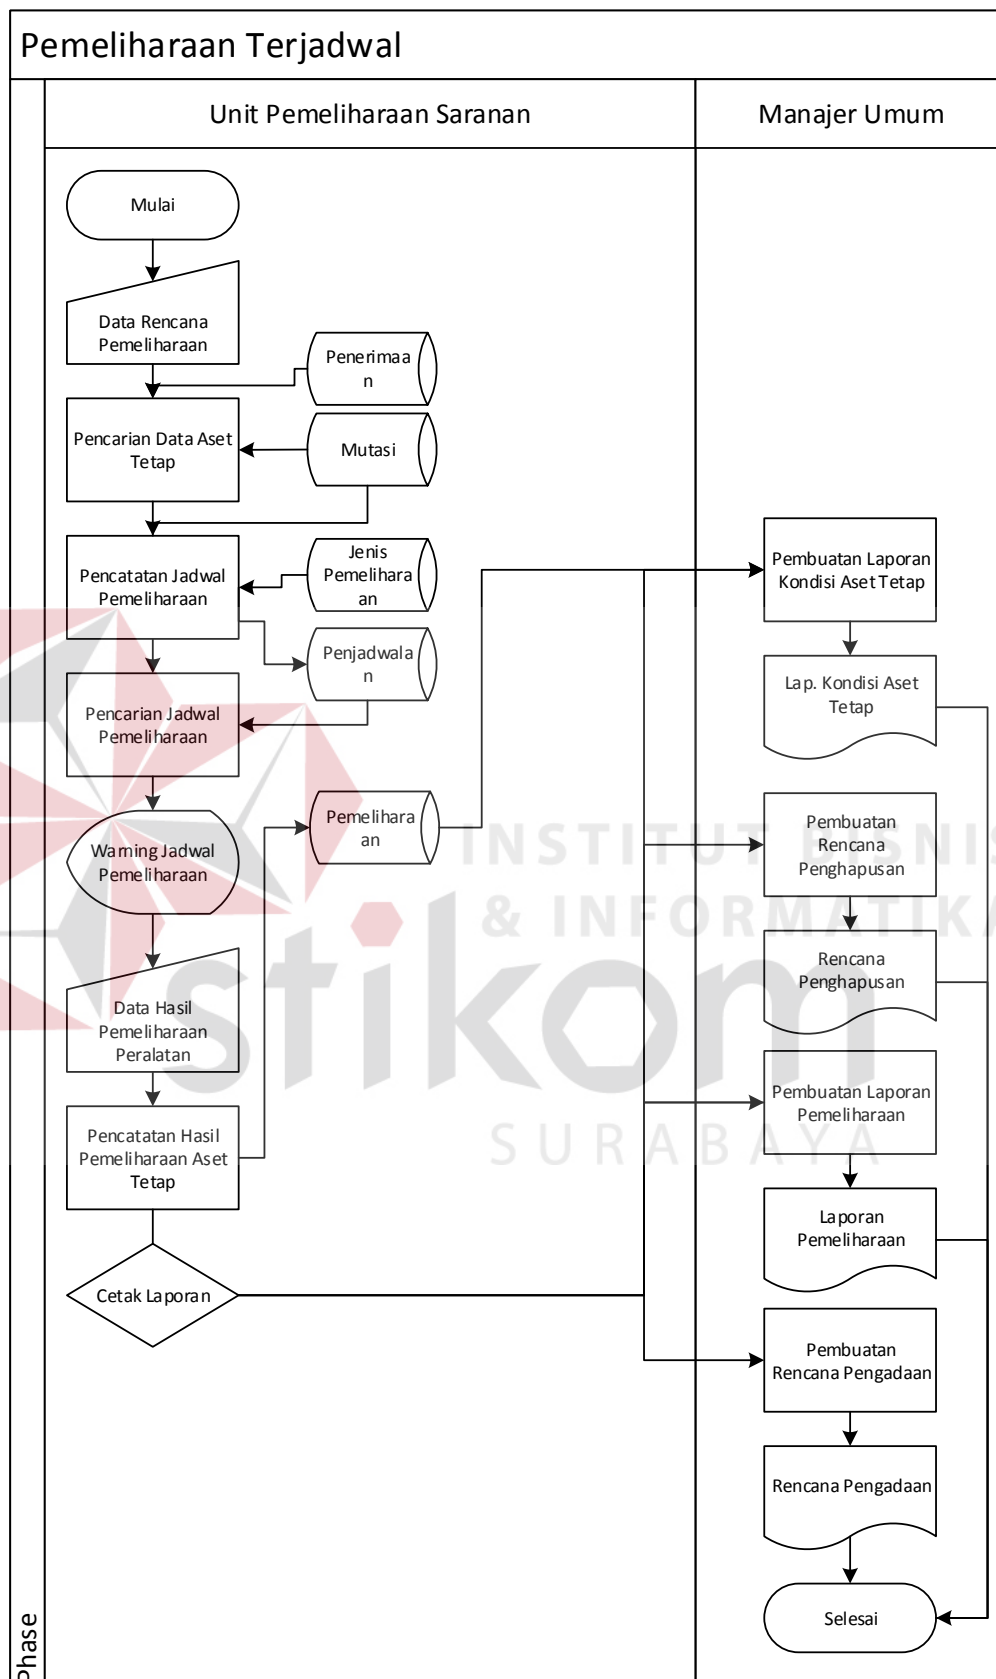 Pemeliharaan Terjadwal
Unit Pemeliharaan Saranan
Manajer Umum
Mulai
Data Rencana
Pemeliharaan
Penerimaa
n
Pencarian Data Aset
Tetap
Mutasi
Pencatatan Jadwal
Pemeliharaan
Jenis
Pemelihara
an
Penjadwala
n
Pencarian Jadwal
Pemeliharaan
Warning Jadwal
Pemeliharaan
Pemelihara
an
Data Hasil
Pemeliharaan
Peralatan
Pencatatan Hasil
Pemeliharaan Aset
Tetap
Cetak Laporan
Pembuatan Laporan
Kondisi Aset Tetap
Lap. Kondisi Aset
Tetap
Pembuatan
Rencana
Penghapusan
Rencana
Penghapusan
Pembuatan Laporan
Pemeliharaan
Laporan
Pemeliharaan
Pembuatan
Rencana Pengadaan
Rencana Pengadaan
Selesai
Phase
INSTITUT BISNIS
& INFORMATIKA
stikom
SURABAYA